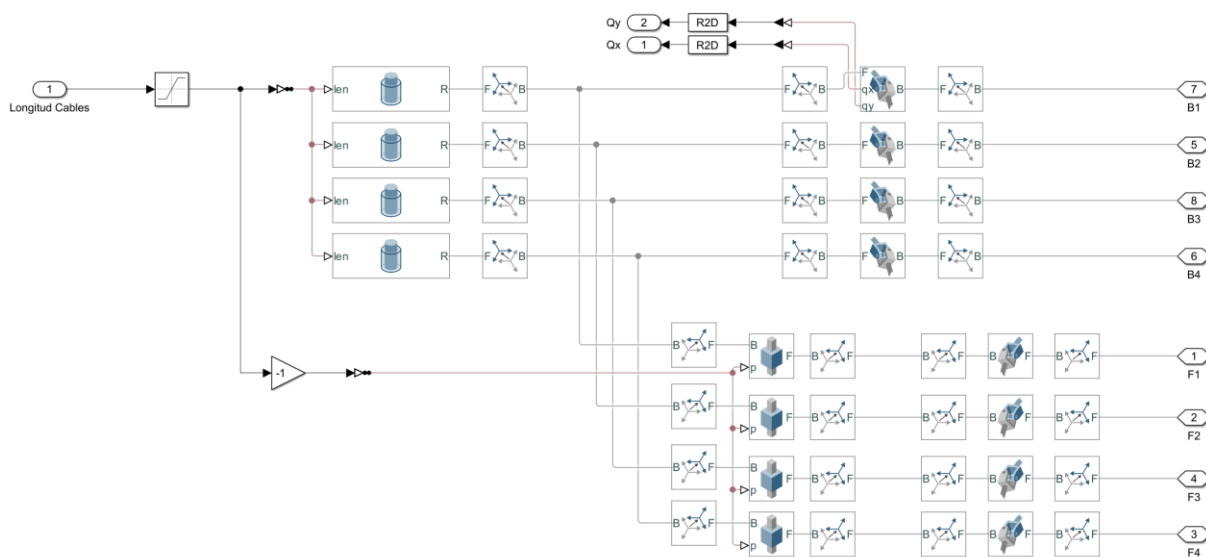 Qy 2 R2D
Qx 1 R2D
F
1 len R F B F qx B F B 7
Longitud Cables qy B1
len R F B F B F B F B 5
B2
len R F B F B F B F B 8
B3
len R F B F B F B F B 6
B4
B F B
B F B F B F B F 1
-1 p F1
B F B
F B F B F B F B F 2
p F2
B F B
F B F B F B F B F 4
p F3
B F B
F B F B F B F B F 3
p F4